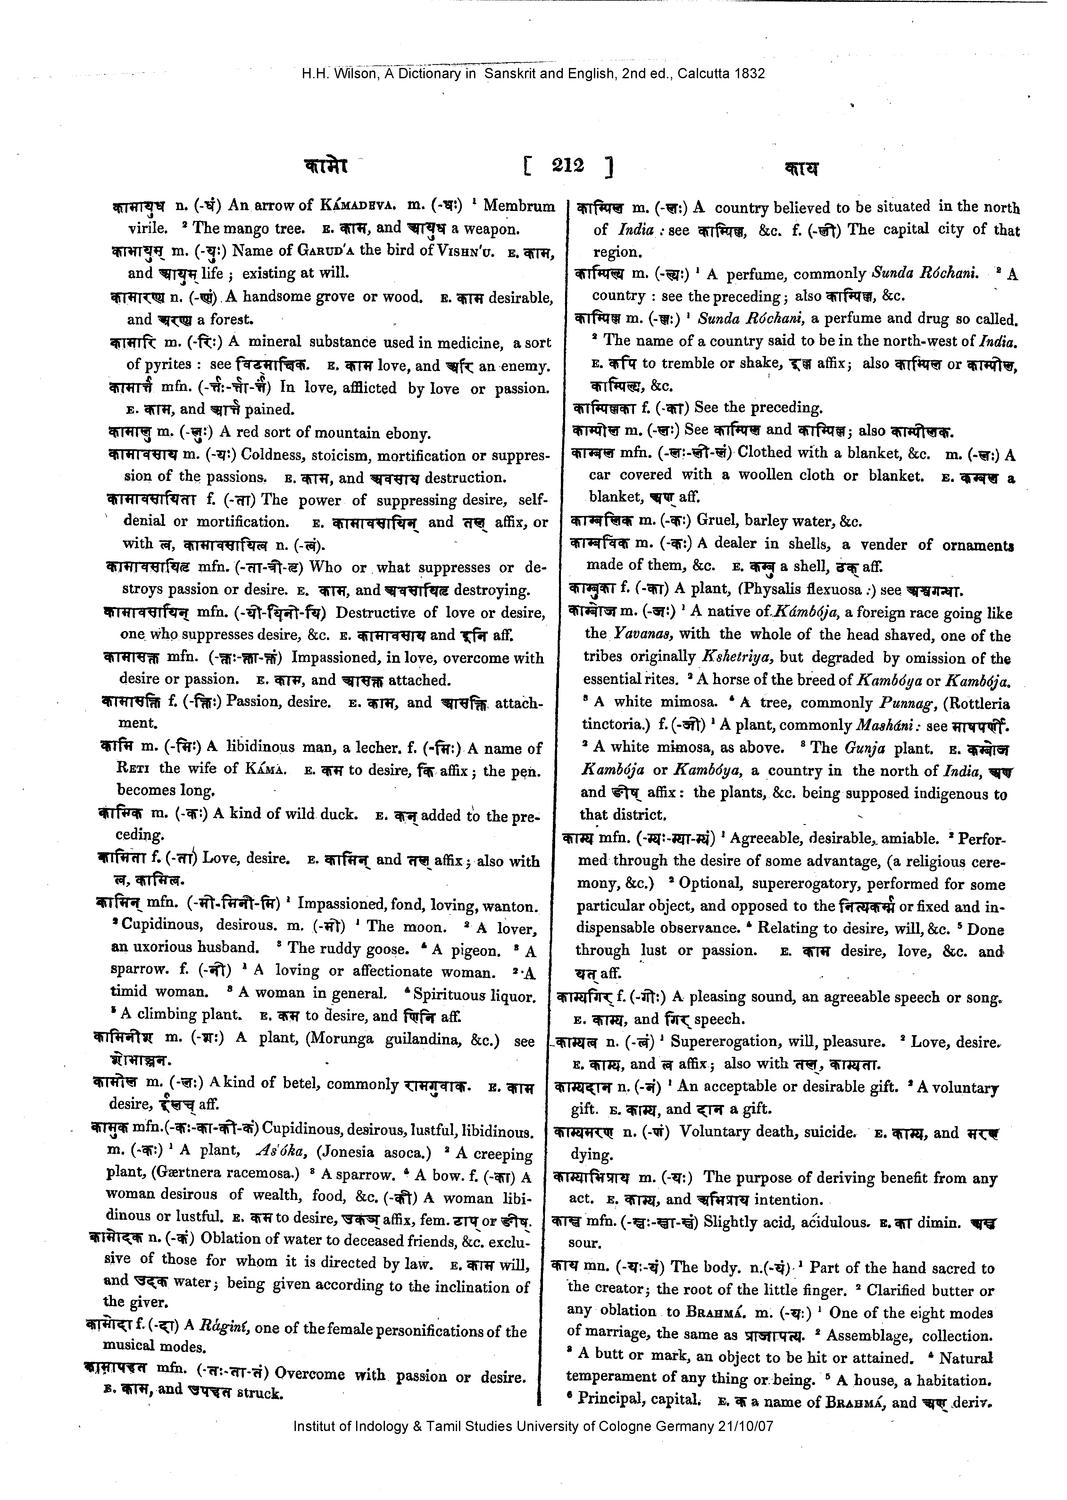 H.H. Wilson, A Dictionary in Sanskrit and English, 2nd ed., Calcutta 1832
कामो [ 212 ] काय
कामायुध n. (-धं) An arrow of KÁMADEVA. m. (-धः) ¹ Membrum
virile. ² The mango tree. E. काम, and आयुध a weapon.
कामायुस् m. (-युः) Name of GARUD'A the bird of VISHN'U. E. काम,
and आयुस् life ; existing at will.
कामारण्य n. (-ण्यं) A handsome grove or wood. E. काम desirable,
and अरण्य a forest.
कामारि m. (-रिः) A mineral substance used in medicine, a sort
of pyrites : see विटमाक्षिक. E. काम love, and अरि an enemy.
कामार्त्त mfn. (-र्त्तः-र्त्ता-र्त्तं) In love, afflicted by love or passion.
E. काम, and आर्त्त pained.
कामालु m. (-लुः) A red sort of mountain ebony.
कामावसाय m. (-यः) Coldness, stoicism, mortification or suppres-
sion of the passions. E. काम, and अवसाय destruction.
कामावसायिता f. (-ता) The power of suppressing desire, self-
denial or mortification. E. कामावसायिन् and तल् affix, or
with त्व, कामावसायित्व n. (-त्वं).
कामावसायितृ mfn. (-ता-त्री-तृ) Who or what suppresses or de-
stroys passion or desire. E. काम, and अवसायितृ destroying.
कामावसायिन् mfn. (-यी-यिनी-यि) Destructive of love or desire,
one who suppresses desire, &c. E. कामावसाय and इनि aff.
कामासक्त mfn. (-क्तः-क्ता-क्तं) Impassioned, in love, overcome with
desire or passion. E. काम, and आसक्त attached.
कामासक्ति f. (-क्तिः) Passion, desire. E. काम, and आसक्ति attach-
ment.
कामि m. (-मिः) A libidinous man, a lecher. f. (-मिः) A name of
RETI the wife of KÁMA. E. कम to desire, कि affix ; the pen.
becomes long.
कामिक m. (-कः) A kind of wild duck. E. कन् added to the pre-
ceding.
कामिता f. (-ता) Love, desire. E. कामिन् and तल् affix ; also with
त्व, कामित्व.
कामिन् mfn. (-मी-मिनी-मि) ¹ Impassioned, fond, loving, wanton.
² Cupidinous, desirous. m. (-मी) ¹ The moon. ² A lover,
an uxorious husband. ³ The ruddy goose. ⁴ A pigeon. ⁵ A
sparrow. f. (-नी) ¹ A loving or affectionate woman. ² A
timid woman. ³ A woman in general. ⁴ Spirituous liquor.
⁵ A climbing plant. E. कम to desire, and णिनि aff.
कामिनीश m. (-शः) A plant, (Morunga guilandina, &c.) see
शोभाञ्जन.
कामील m. (-लः) A kind of betel, commonly रामगुवाक. E. काम
desire, ईलच् aff.
कामुक mfn. (-कः-का-की-कं) Cupidinous, desirous, lustful, libidinous.
m. (-कः) ¹ A plant, As'óka, (Jonesia asoca.) ² A creeping
plant, (Gærtnera racemosa.) ³ A sparrow. ⁴ A bow. f. (-का) A
woman desirous of wealth, food, &c. (-की) A woman libi-
dinous or lustful. E. कम to desire, उकञ् affix, fem. टाप् or ङीष्.
कामोदक n. (-कं) Oblation of water to deceased friends, &c. exclu-
sive of those for whom it is directed by law. E. काम will,
and उदक water ; being given according to the inclination of
the giver.
कामोदा f. (-दा) A Rágini, one of the female personifications of the
musical modes.
कामोपहत mfn. (-तः-ता-तं) Overcome with passion or desire.
E. काम, and उपहत struck.
काम्पिल m. (-लः) A country believed to be situated in the north
of India : see काम्पिल्ल, &c. f. (-ली) The capital city of that
region.
काम्पिल्य m. (-ल्यः) ¹ A perfume, commonly Sunda Róchani. ² A
country : see the preceding ; also काम्पिल्ल, &c.
काम्पिल्ल m. (-ल्लः) ¹ Sunda Róchani, a perfume and drug so called.
² The name of a country said to be in the north-west of India.
E. कपि to tremble or shake, इल्ल affix ; also काम्पिल or काम्पील,
काम्पिल्य, &c.
काम्पिल्लका f. (-का) See the preceding.
काम्पील m. (-लः) See काम्पिल and काम्पिल्ल; also काम्पीलक.
काम्बल mfn. (-लः-ली-लं) Clothed with a blanket, &c. m. (-लः) A
car covered with a woollen cloth or blanket. E. कम्बल a
blanket, अण् aff.
काम्बलिक m. (-कः) Gruel, barley water, &c.
काम्बविक m. (-कः) A dealer in shells, a vender of ornaments
made of them, &c. E. कम्बु a shell, ठक् aff.
काम्बुका f. (-का) A plant, (Physalis flexuosa :) see अश्वगन्धा.
काम्बोज m. (-जः) ¹ A native of Kámbója, a foreign race going like
the Yavanas, with the whole of the head shaved, one of the
tribes originally Kshetriya, but degraded by omission of the
essential rites. ² A horse of the breed of Kambóya or Kambója.
³ A white mimosa. ⁴ A tree, commonly Punnag, (Rottleria
tinctoria.) f. (-जी) ¹ A plant, commonly Masháni : see माषपर्णी.
² A white mimosa, as above. ³ The Gunja plant. E. कम्बोज
Kambója or Kambóya, a country in the north of India, अण्
and ङीष् affix : the plants, &c. being supposed indigenous to
that district.
काम्य mfn. (-म्यः-म्या-म्यं) ¹ Agreeable, desirable, amiable. ² Perfor-
med through the desire of some advantage, (a religious cere-
mony, &c.) ³ Optional, supererogatory, performed for some
particular object, and opposed to the नित्यकर्म्म or fixed and in-
dispensable observance. ⁴ Relating to desire, will, &c. ⁵ Done
through lust or passion. E. काम desire, love, &c. and
यत् aff.
काम्यगिर् f. (-गीः) A pleasing sound, an agreeable speech or song.
E. काम्य, and गिर् speech.
काम्यत्व n. (-त्वं) ¹ Supererogation, will, pleasure. ² Love, desire.
E. काम्य, and त्व affix ; also with तल्, काम्यता.
काम्यदान n. (-नं) ¹ An acceptable or desirable gift. ² A voluntary
gift. E. काम्य, and दान a gift.
काम्यमरण n. (-णं) Voluntary death, suicide. E. काम्य, and मरण
dying.
काम्याभिप्राय m. (-यः) The purpose of deriving benefit from any
act. E. काम्य, and अभिप्राय intention.
काम्ल mfn. (-म्लः-म्ला-म्लं) Slightly acid, acidulous. E. का dimin. अम्ल
sour.
काय mn. (-यः-यं) The body. n. (-यं) ¹ Part of the hand sacred to
the creator; the root of the little finger. ² Clarified butter or
any oblation to BRAHMÁ. m. (-यः) ¹ One of the eight modes
of marriage, the same as प्राजापत्य. ² Assemblage, collection.
³ A butt or mark, an object to be hit or attained. ⁴ Natural
temperament of any thing or being. ⁵ A house, a habitation.
⁶ Principal, capital. E. क a name of BRAHMÁ, and अण् deriv.
Institut of Indology & Tamil Studies University of Cologne Germany 21/10/07